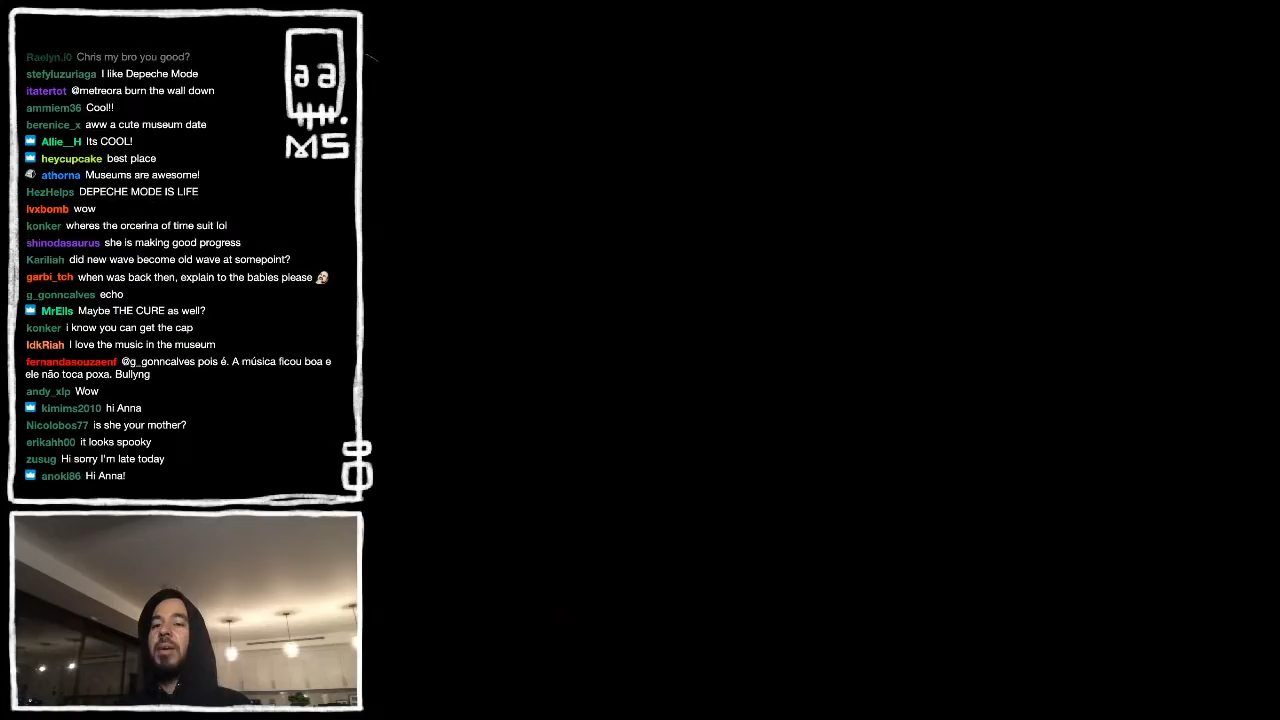 Raelyn.i0 Chris my bro you good?
stefyluzuriaga I like Depeche Mode
itatertot @metreora burn the wall down
ammiem36 Cool!!
berenice_x aww a cute museum date
Allie__H Its COOL!
heycupcake best place
athorna Museums are awesome!
HezHelps DEPECHE MODE IS LIFE
lvxbomb wow
konker wheres the orcerina of time suit lol
shinodasaurus she is making good progress
Kariliah did new wave become old wave at somepoint?
garbi_tch when was back then, explain to the babies please
g_gonncalves echo
MrElls Maybe THE CURE as well?
konker i know you can get the cap
IdkRiah I love the music in the museum
fernandasouzaenf @g_gonncalves pois é. A música ficou boa e
ele não toca poxa. Bullyng
andy_xlp Wow
kimims2010 hi Anna
Nicolobos77 is she your mother?
erikahh00 it looks spooky
zusug Hi sorry I'm late today
anoki86 Hi Anna!
aa
MS